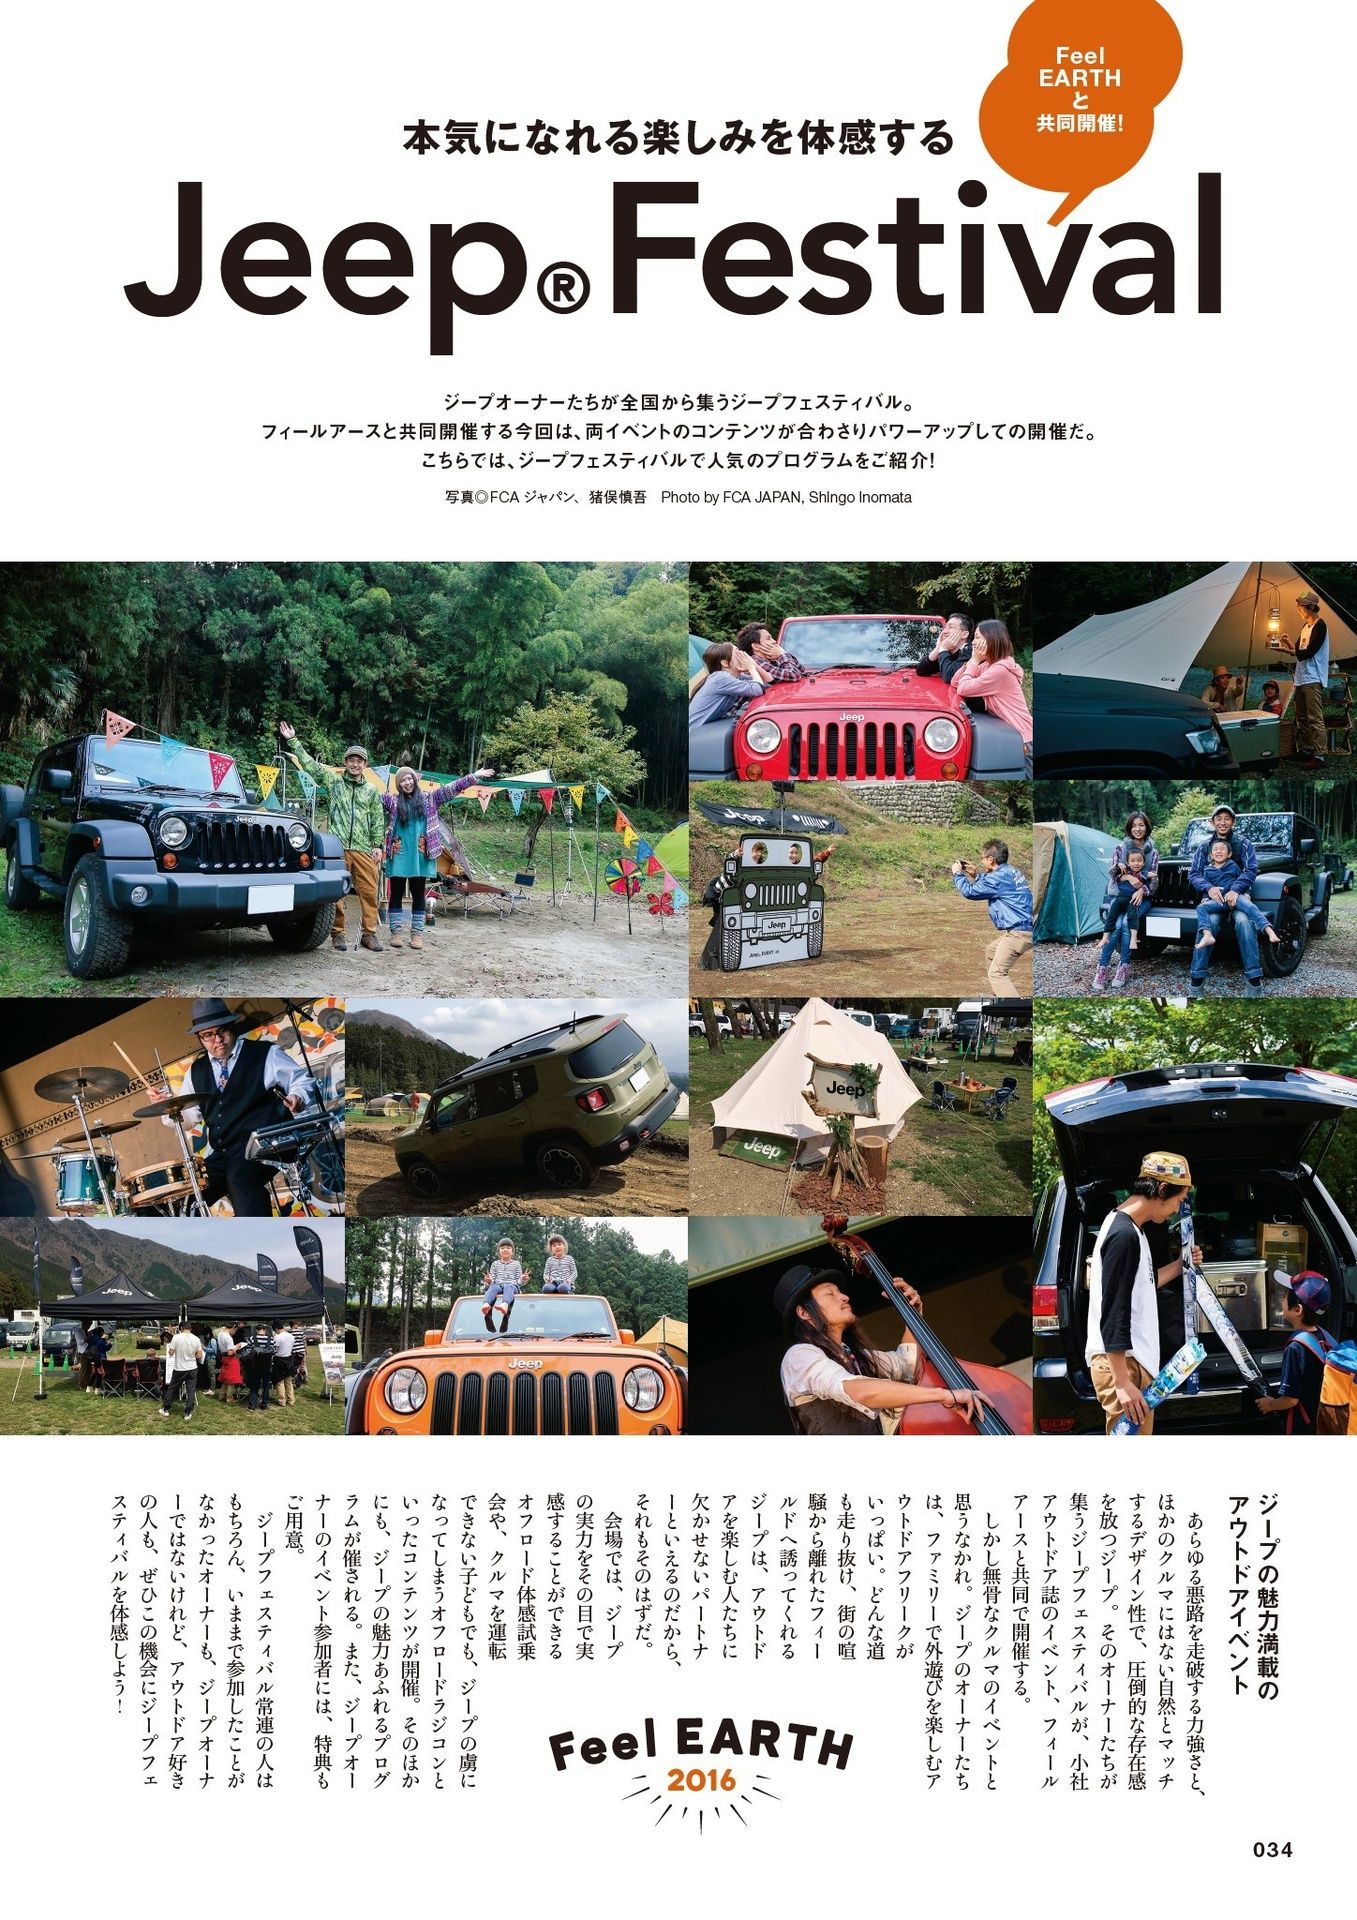 Feel
EARTH
と
共同開催!
本気になれる楽しみを体感する
Jeep® Festival
ジープオーナーたちが全国から集うジープフェスティバル。
フィールアースと共同開催する今回は、両イベントのコンテンツが合わさりパワーアップしての開催だ。
こちらでは、ジープフェスティバルで人気のプログラムをご紹介!
写真◎FCA ジャパン、猪俣慎吾　Photo by FCA JAPAN, ShIngo Inomata
Jeep
Jeep
Jeep
Jeep
Jeep
Jeep
Jeep
Jeep
Jeep
Jeep
ジープの魅力満載の
アウトドアイベント
あらゆる悪路を走破する力強さと、
ほかのクルマにはない自然とマッチ
するデザイン性で、圧倒的な存在感
を放つジープ。そのオーナーたちが
集うジープフェスティバルが、小社
アウトドア誌のイベント、フィール
アースと共同で開催する。
しかし無骨なクルマのイベントと
思うなかれ。ジープのオーナーたち
は、ファミリーで外遊びを楽しむア
ウトドアフリークが
いっぱい。どんな道
も走り抜け、街の喧
騒から離れたフィー
ルドへ誘ってくれる
ジープは、アウトド
アを楽しむ人たちに
欠かせないパートナ
ーといえるのだから、
それもそのはずだ。
会場では、ジープ
の実力をその目で実
感することができる
オフロード体感試乗
会や、クルマを運転
できない子どもでも、ジープの虜に
なってしまうオフロードラジコンと
いったコンテンツが開催。そのほか
にも、ジープの魅力あふれるプログ
ラムが催される。また、ジープオー
ナーのイベント参加者には、特典も
ご用意。
ジープフェスティバル常連の人は
もちろん、いままで参加したことが
なかったオーナーも、ジープオーナ
ーではないけれど、アウトドア好き
の人も、ぜひこの機会にジープフェ
スティバルを体感しよう!
Feel EARTH
2016
034